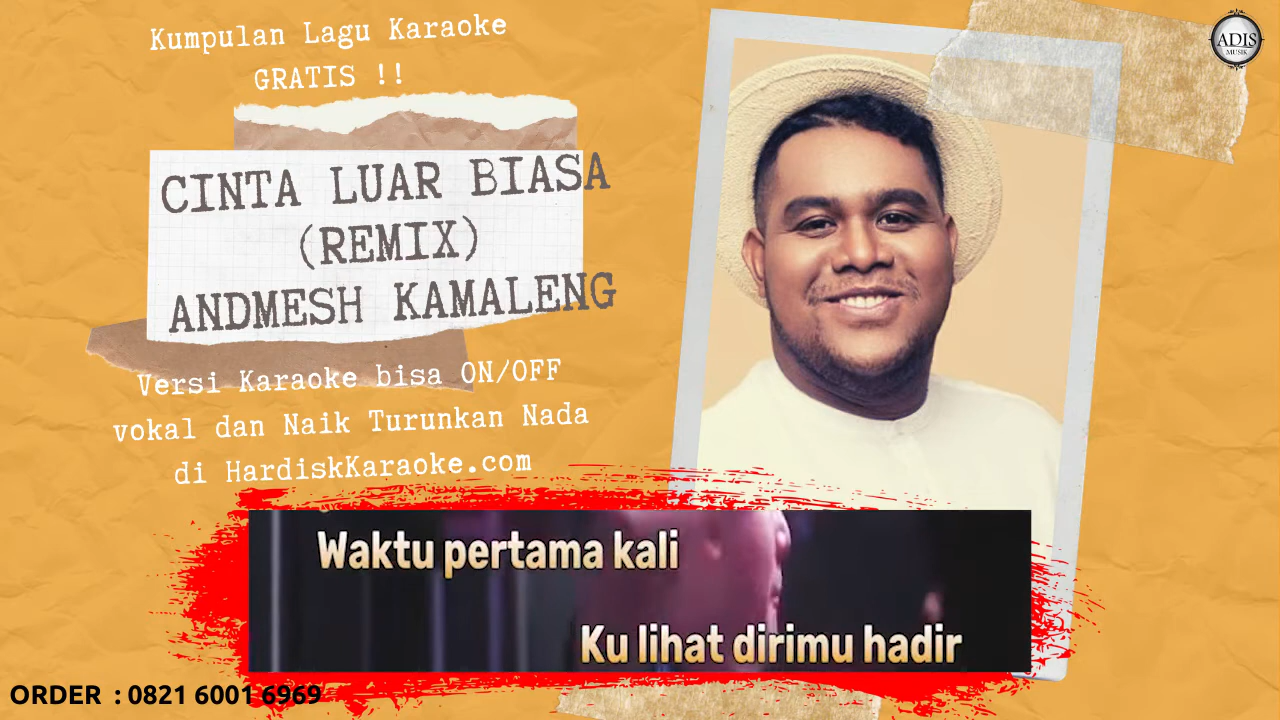 Kumpulan Lagu Karaoke
GRATIS !!
CINTA LUAR BIASA
(REMIX)
ANDMESH KAMALENG
Versi Karaoke bisa ON/OFF
vokal dan Naik Turunkan Nada
di HardiskKaraoke.com
Waktu pertama kali
Ku lihat dirimu hadir
ORDER : 0821 6001 6969
ADIS
MUSIK